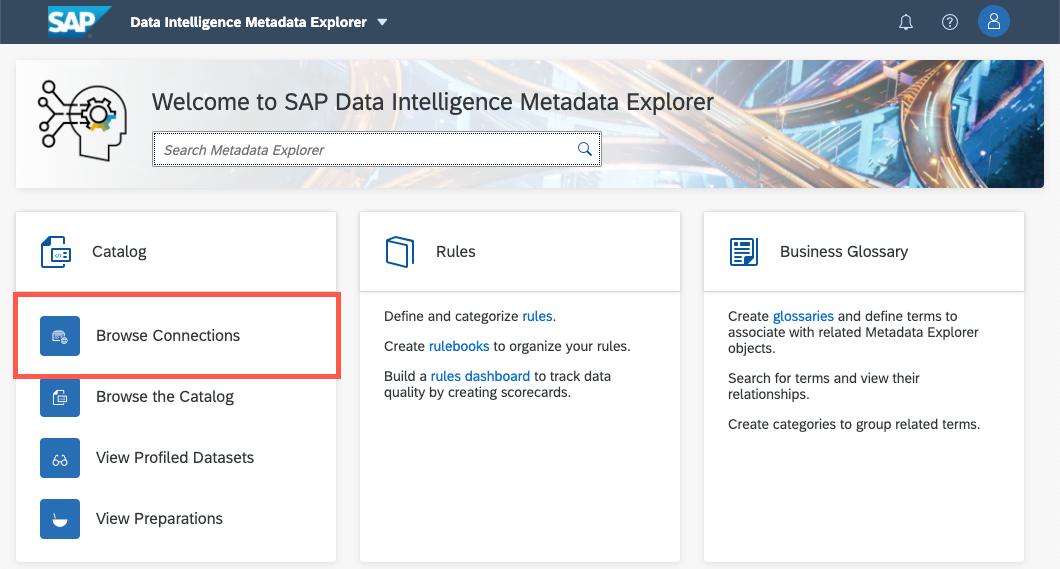 SAP Data Intelligence Metadata Explorer
Welcome to SAP Data Intelligence Metadata Explorer
Search Metadata Explorer
Catalog
Browse Connections
Browse the Catalog
View Profiled Datasets
View Preparations
Rules
Define and categorize rules.
Create rulebooks to organize your rules.
Build a rules dashboard to track data
quality by creating scorecards.
Business Glossary
Create glossaries and define terms to
associate with related Metadata Explorer
objects.
Search for terms and view their
relationships.
Create categories to group related terms.